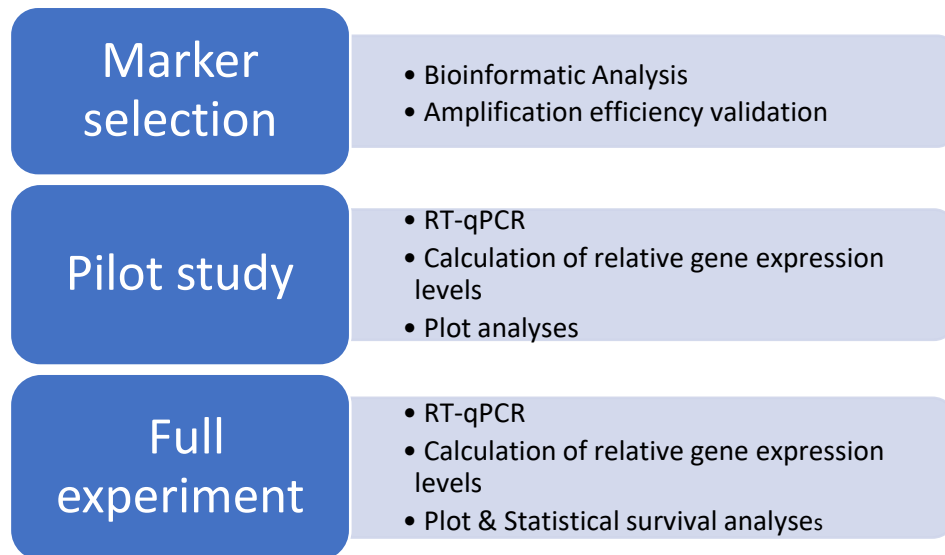 Marker
selection
• Bioinformatic Analysis
• Amplification efficiency validation
Pilot study
• RT-qPCR
• Calculation of relative gene expression
levels
• Plot analyses
Full
experiment
• RT-qPCR
• Calculation of relative gene expression
levels
• Plot & Statistical survival analyses